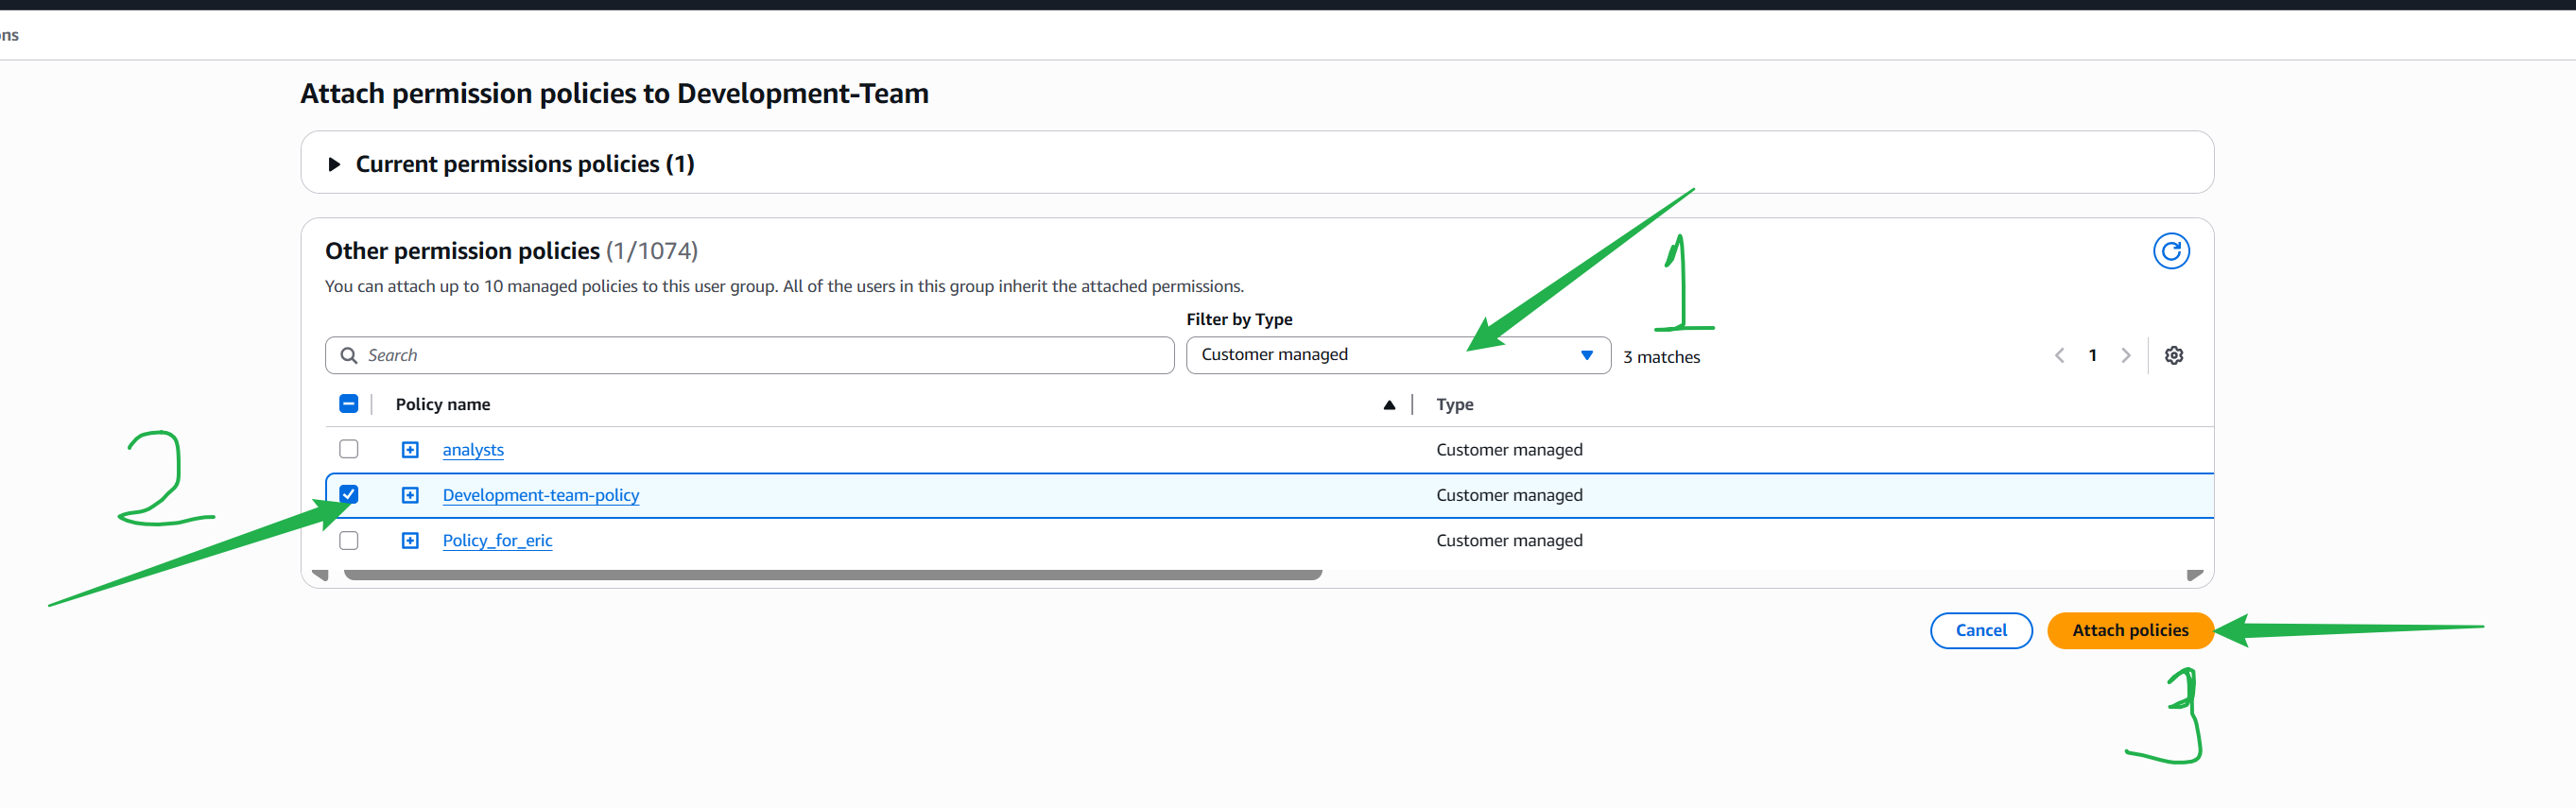 ons
Attach permission policies to Development-Team
Current permissions policies (1)
Other permission policies (1/1074)
You can attach up to 10 managed policies to this user group. All of the users in this group inherit the attached permissions.
Filter by Type
Search
Customer managed
3 matches
1
1
Policy name
Type
analysts
Customer managed
2
Development-team-policy
Customer managed
Policy_for_eric
Customer managed
Cancel
Attach policies
3